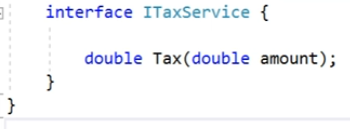 interface ITaxService {
double Tax(double amount);
}
}